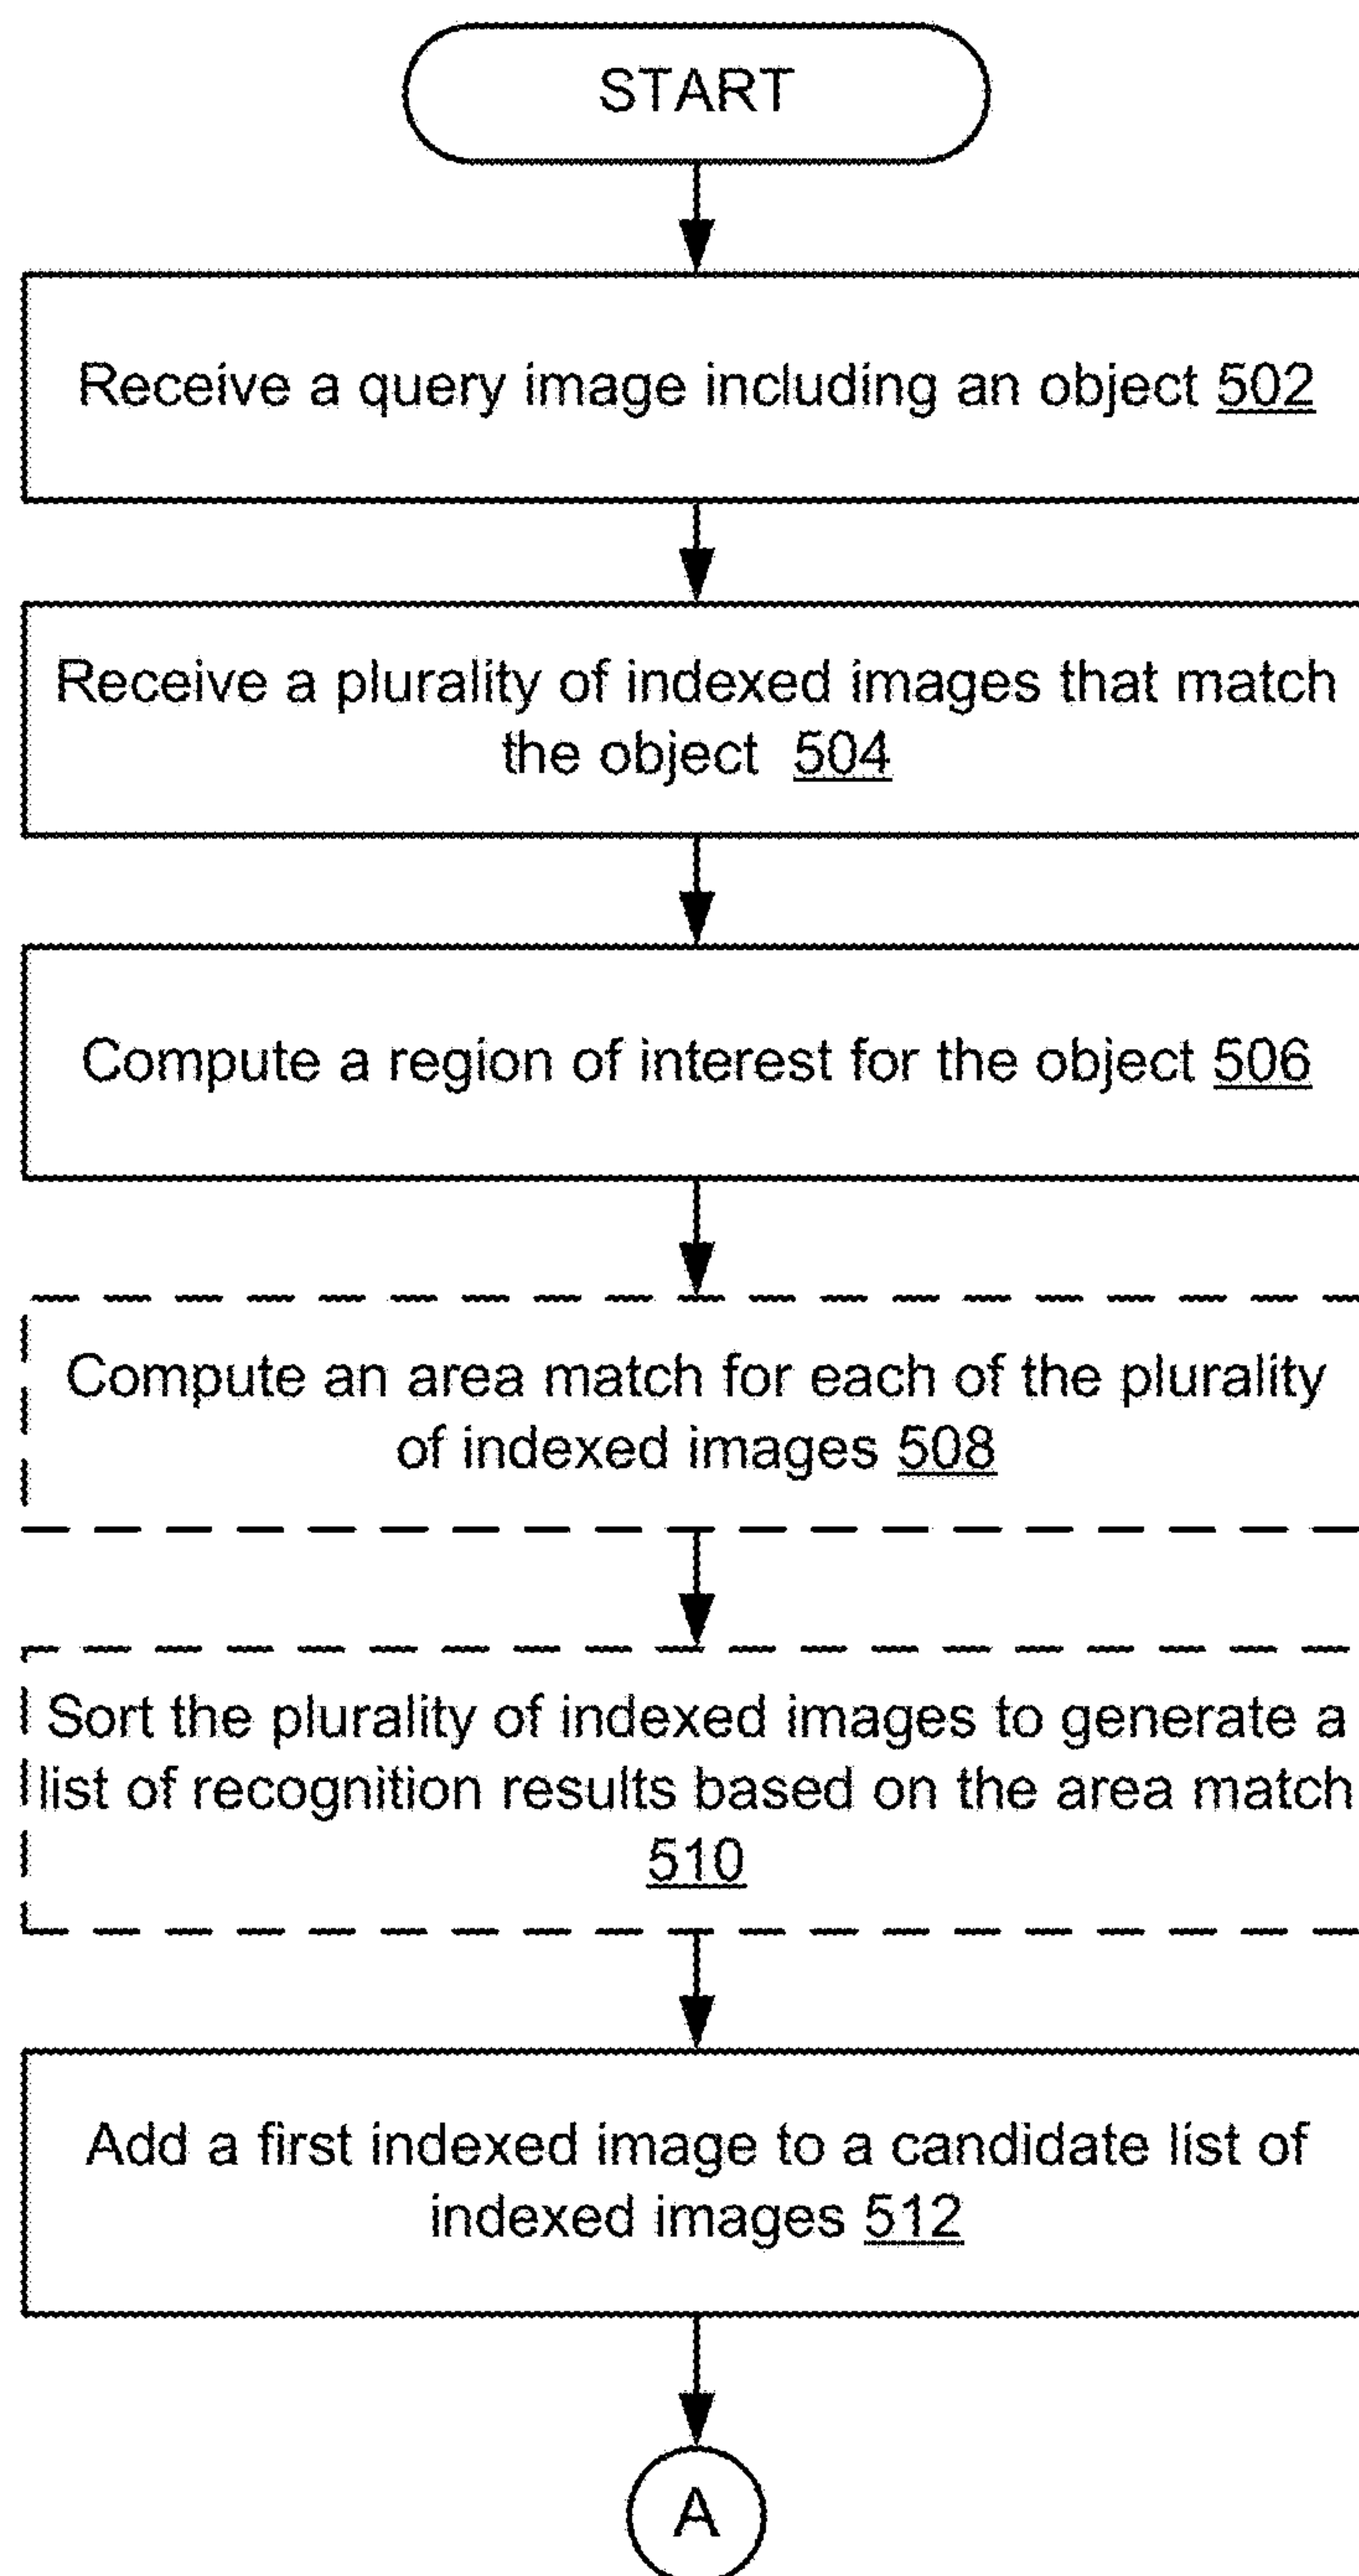 START
Receive a query image including an object 502
Receive a plurality of indexed images that match
the object 504
Compute a region of interest for the object 506
Compute an area match for each of the plurality
of indexed images 508
Sort the plurality of indexed images to generate a
list of recognition results based on the area match
510
Add a first indexed image to a candidate list of
indexed images 512
A